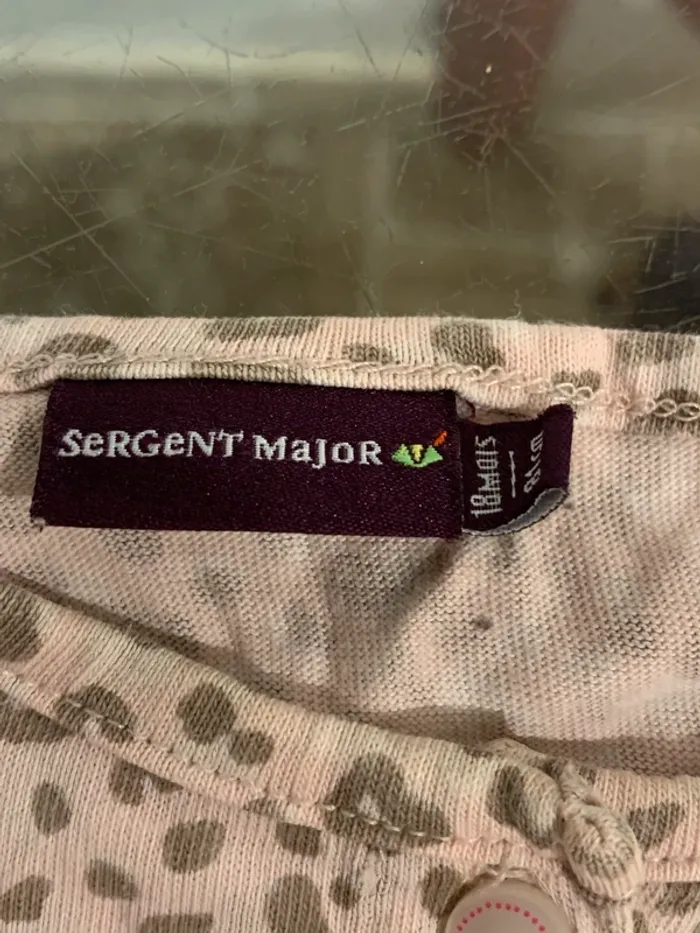 SeRGeNT MaJoR
18MOIS
81cm